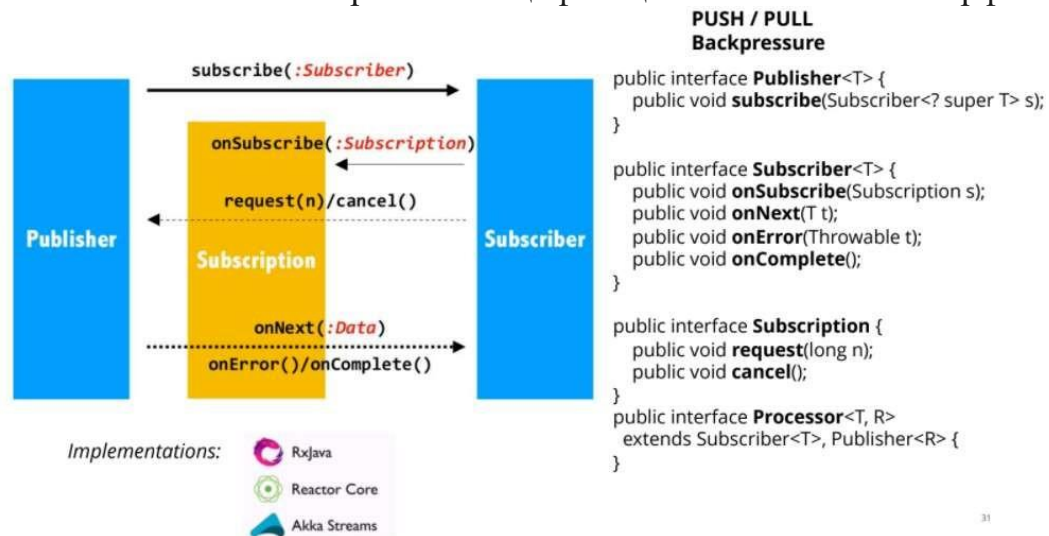 PUSH / PULL
Backpressure
subscribe(:Subscriber)
onSubscribe(:Subscription)
request(n)/cancel()
Publisher
Subscription
Subscriber
onNext(:Data)
onError()/onComplete()
public interface Publisher<T> {
public void subscribe(Subscriber<? super T> s);
}
public interface Subscriber<T> {
public void onSubscribe(Subscription s);
public void onNext(T t);
public void onError(Throwable t);
public void onComplete();
}
public interface Subscription {
public void request(long n);
public void cancel();
}
public interface Processor<T, R>
extends Subscriber<T>, Publisher<R> {
}
Implementations:
RxJava
Reactor Core
Akka Streams
31